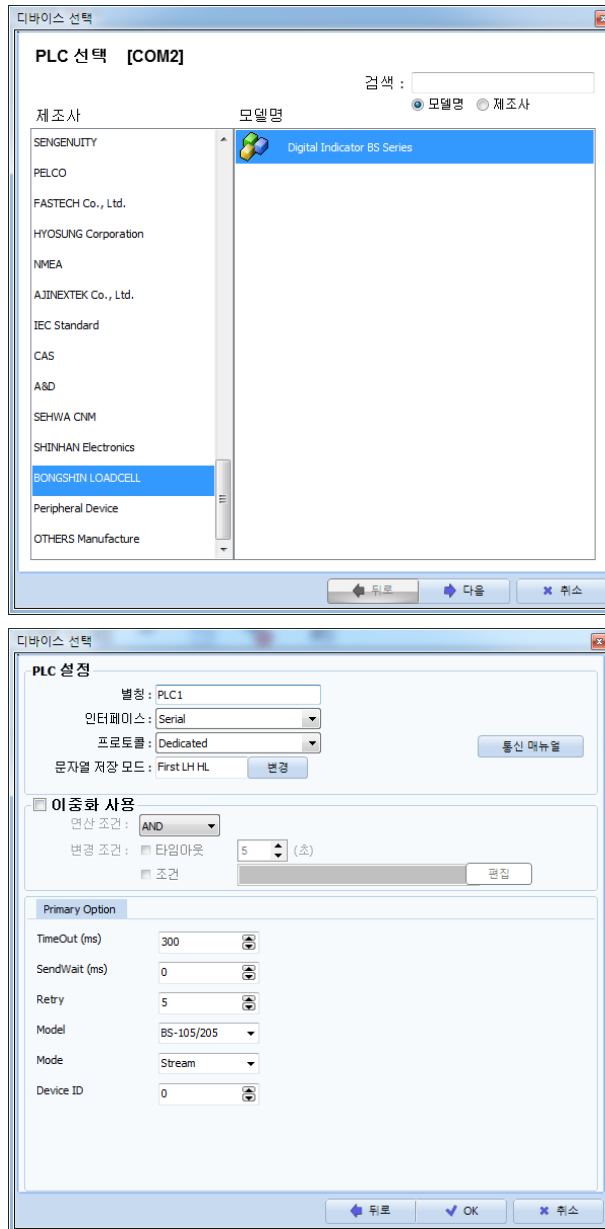 디바이스 선택
PLC 선택 [COM2]
검색 :
모델명 제조사
제조사 모델명
SENGENUITY
Digital Indicator BS Series
PELCO
FASTECH Co., Ltd.
HYOSUNG Corporation
NMEA
AJINEXTEK Co., Ltd.
IEC Standard
CAS
A&D
SEHWA CNM
SHINHAN Electronics
BONGSHIN LOADCELL
Peripheral Device
OTHERS Manufacture
뒤로 다음 취소
디바이스 선택
PLC 설정
별칭 : PLC1
인터페이스 : Serial
프로토콜 : Dedicated 통신 매뉴얼
문자열 저장 모드 : First LH HL 변경
이중화 사용
연산 조건 : AND
변경 조건 : 타임아웃 5 (초)
조건 편집
Primary Option
TimeOut (ms) 300
SendWait (ms) 0
Retry 5
Model BS-105/205
Mode Stream
Device ID 0
뒤로 OK 취소